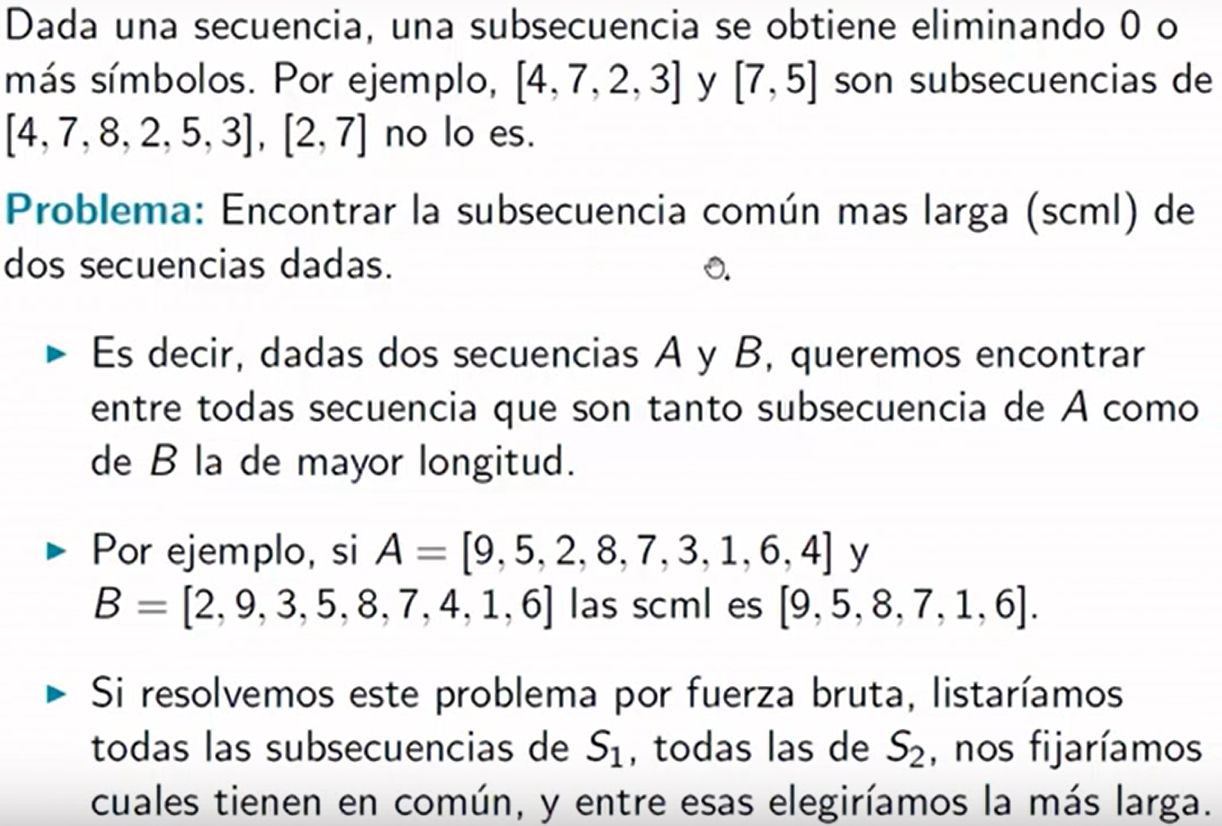 Dada una secuencia, una subsecuencia se obtiene eliminando 0 o
más símbolos. Por ejemplo, [4, 7, 2, 3] y [7, 5] son subsecuencias de
[4, 7, 8, 2, 5, 3], [2, 7] no lo es.
Problema: Encontrar la subsecuencia común mas larga (scml) de
dos secuencias dadas.
▶ Es decir, dadas dos secuencias A y B, queremos encontrar
entre todas secuencia que son tanto subsecuencia de A como
de B la de mayor longitud.
▶ Por ejemplo, si A = [9, 5, 2, 8, 7, 3, 1, 6, 4] y
B = [2, 9, 3, 5, 8, 7, 4, 1, 6] las scml es [9, 5, 8, 7, 1, 6].
▶ Si resolvemos este problema por fuerza bruta, listaríamos
todas las subsecuencias de S₁, todas las de S₂, nos fijaríamos
cuales tienen en común, y entre esas elegiríamos la más larga.